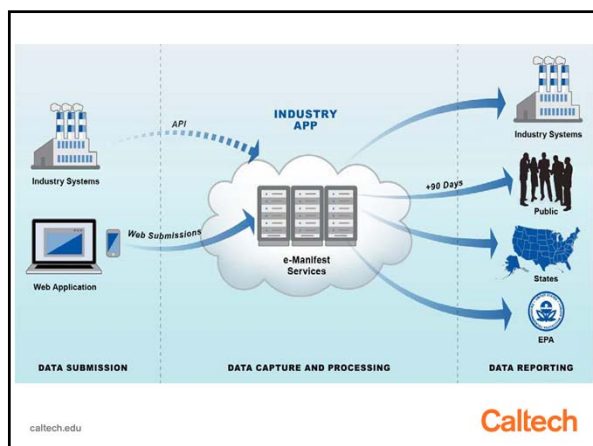 INDUSTRY
APP
API
Industry Systems
Web Submissions
Web Application
e-Manifest
Services
Industry Systems
+90 Days
Public
States
EPA
DATA SUBMISSION
DATA CAPTURE AND PROCESSING
DATA REPORTING
caltech.edu
Caltech